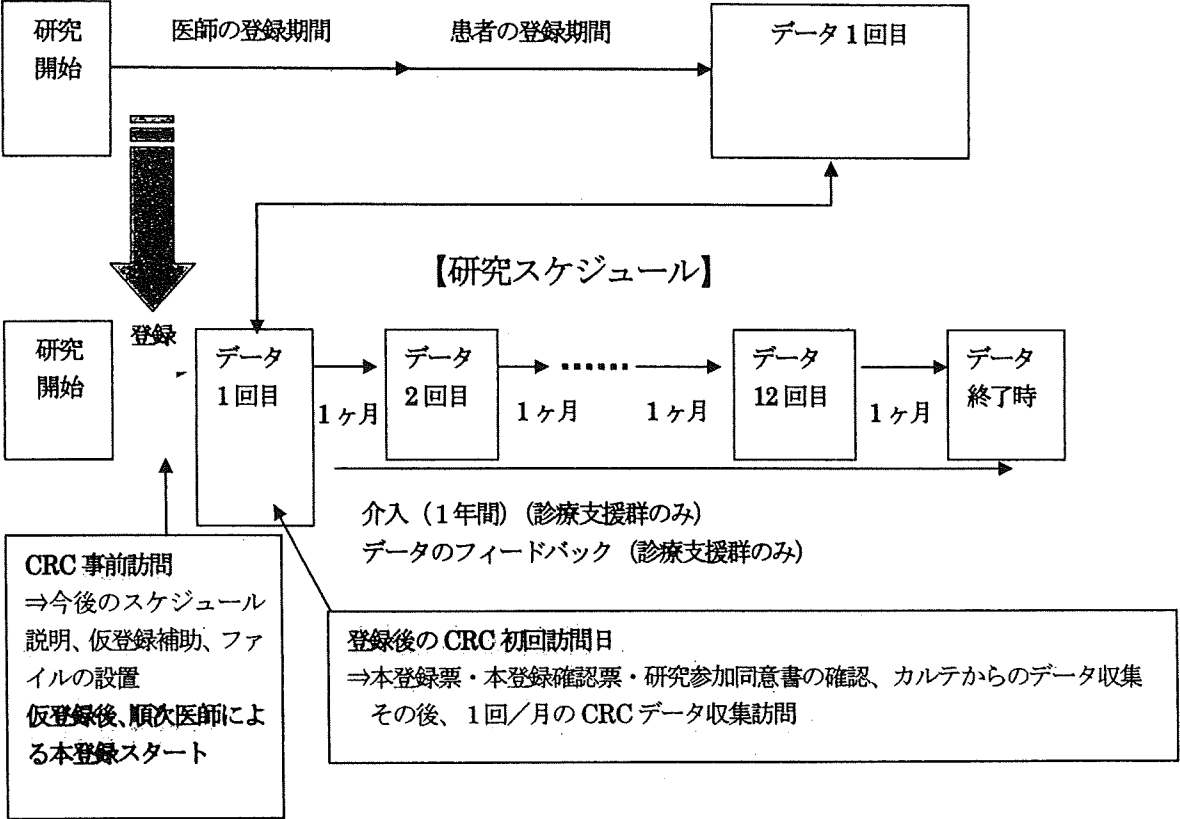 研究
開始
医師の登録期間
患者の登録期間
データ 1 回目
【研究スケジュール】
研究
開始
登録
データ
1 回目
1 ヶ月
データ
2 回目
1 ヶ月
1 ヶ月
データ
12 回目
1 ヶ月
データ
終了時
介入（1 年間）(診療支援群のみ)
データのフィードバック（診療支援群のみ）
CRC 事前訪問
⇒今後のスケジュール
説明、仮登録補助、ファ
イルの設置
仮登録後、順次医師によ
る本登録スタート
登録後の CRC 初回訪問日
⇒本登録票・本登録確認票・研究参加同意書の確認、カルテからのデータ収集
その後、1 回／月の CRC データ収集訪問